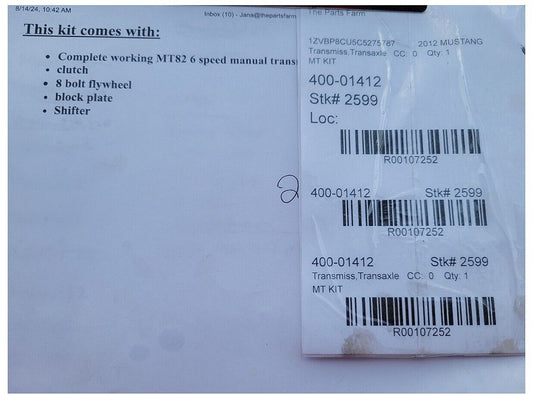 8/14/24, 10:42 AM
Inbox (10) - Jana@thepartsfarm
This kit comes with:
Complete working MT82 6 speed manual trans
clutch
8 bolt flywheel
block plate
Shifter
2
The Parts Farm
1ZVBP8CU5C5275787 2012 MUSTANG
Transmiss,Transaxle CC: 0 Qty: 1
MT KIT
400-01412
Stk# 2599
Loc:
R00107252
400-01412 Stk# 2599
R00107252
400-01412 Stk# 2599
Transmiss,Transaxle CC: 0 Qty: 1
MT KIT
R00107252